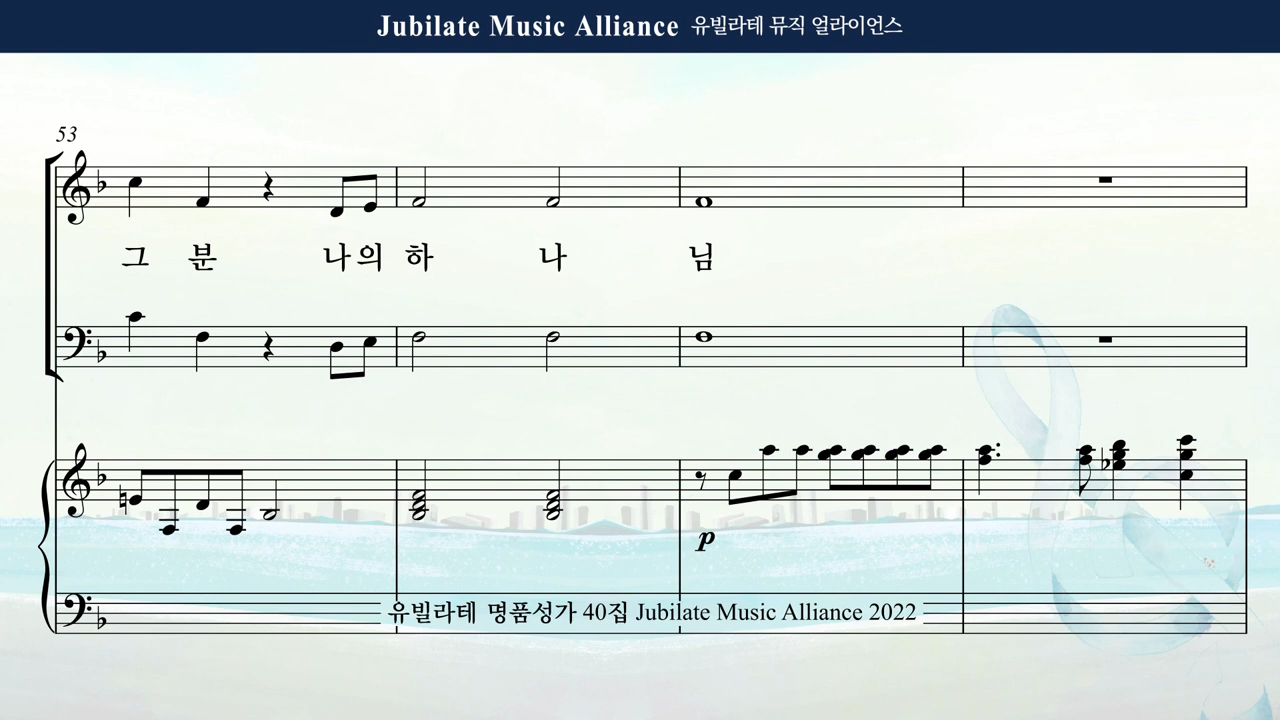 Jubilate Music Alliance 유빌라테 뮤직 얼라이언스
53
그 분 나의 하 나 님
p
유빌라테 명품성가 40집 Jubilate Music Alliance 2022